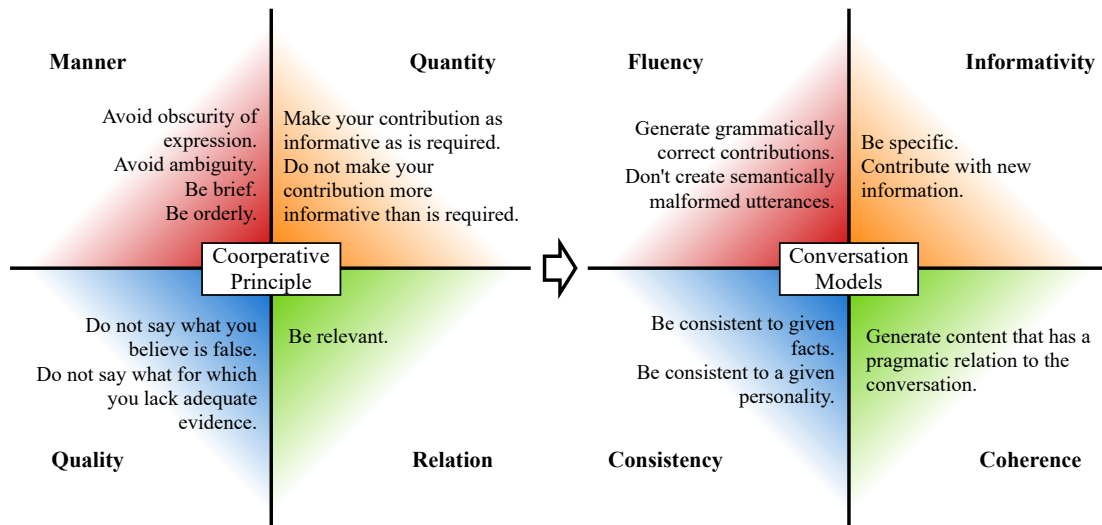 Manner
Avoid obscurity of
expression.
Avoid ambiguity.
Be brief.
Be orderly.
Quantity
Make your contribution as
informative as is required.
Do not make your
contribution more
informative than is required.
Coorperative
Principle
Do not say what you
believe is false.
Do not say what for which
you lack adequate
evidence.
Quality
Be relevant.
Relation
Fluency
Generate grammatically
correct contributions.
Don't create semantically
malformed utterances.
Informativity
Be specific.
Contribute with new
information.
Conversation
Models
Be consistent to given
facts.
Be consistent to a given
personality.
Consistency
Generate content that has a
pragmatic relation to the
conversation.
Coherence